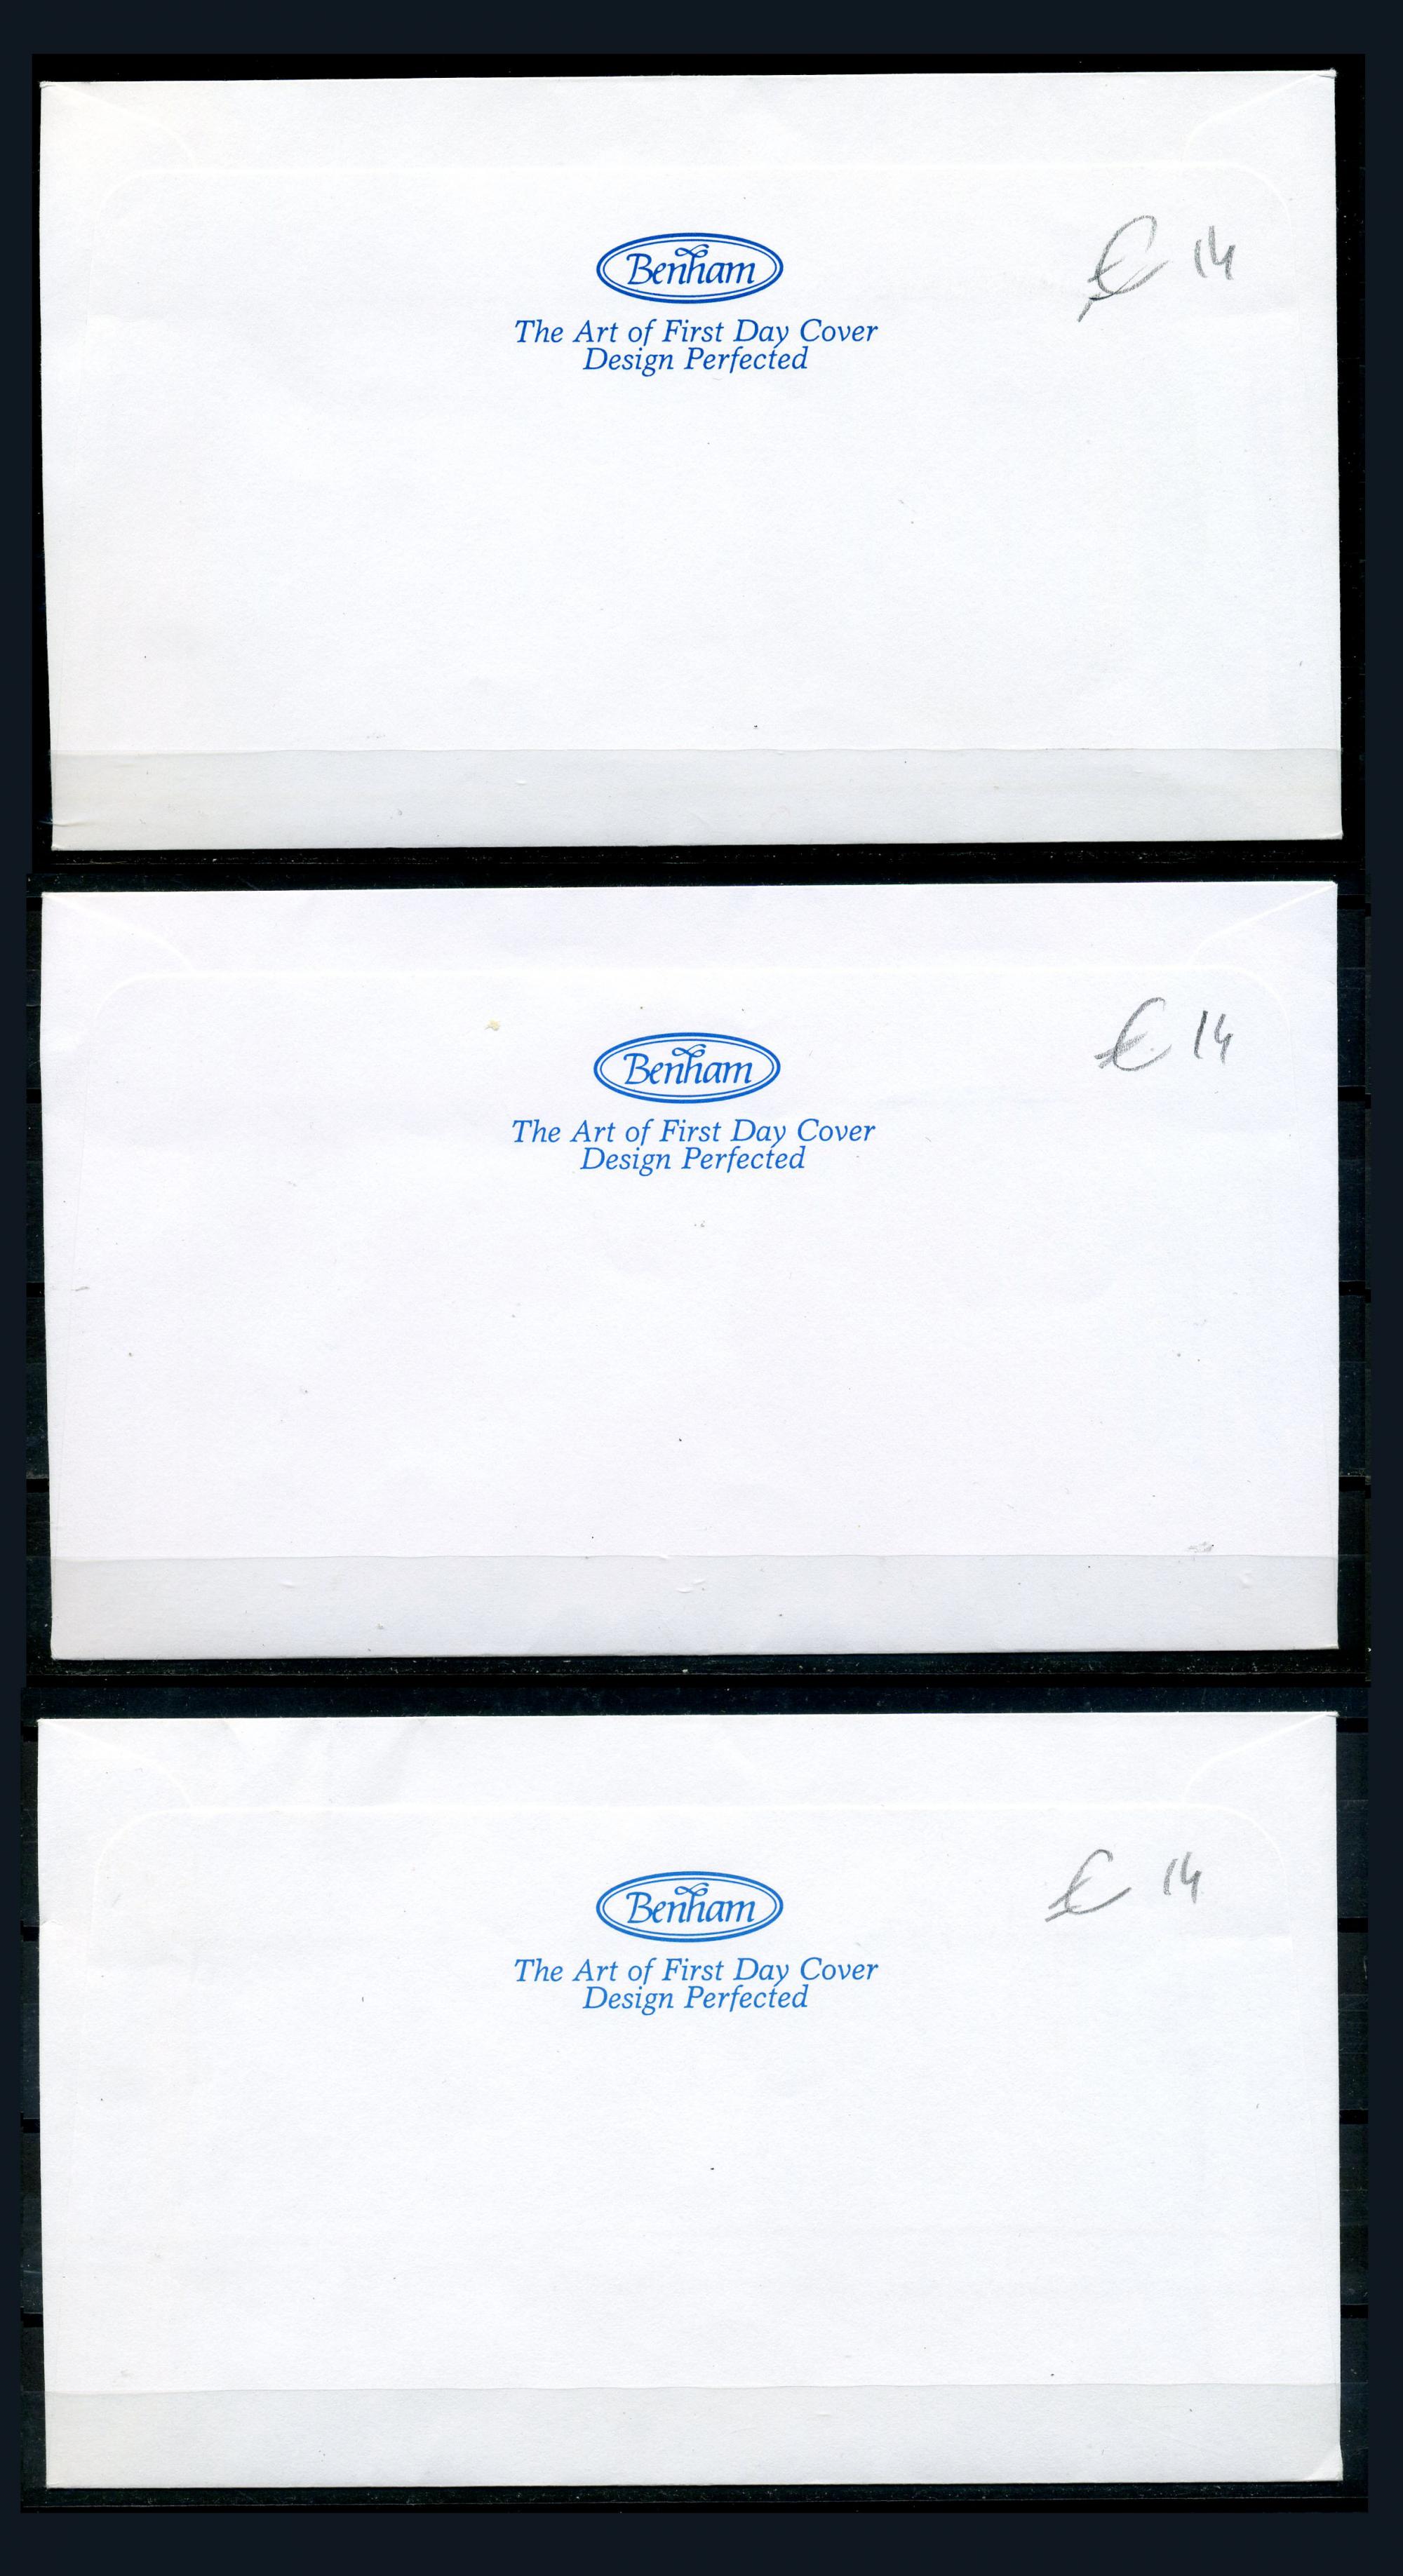 Benham
€ 14
The Art of First Day Cover
Design Perfected
Benham
€ 14
The Art of First Day Cover
Design Perfected
Benham
€ 14
The Art of First Day Cover
Design Perfected